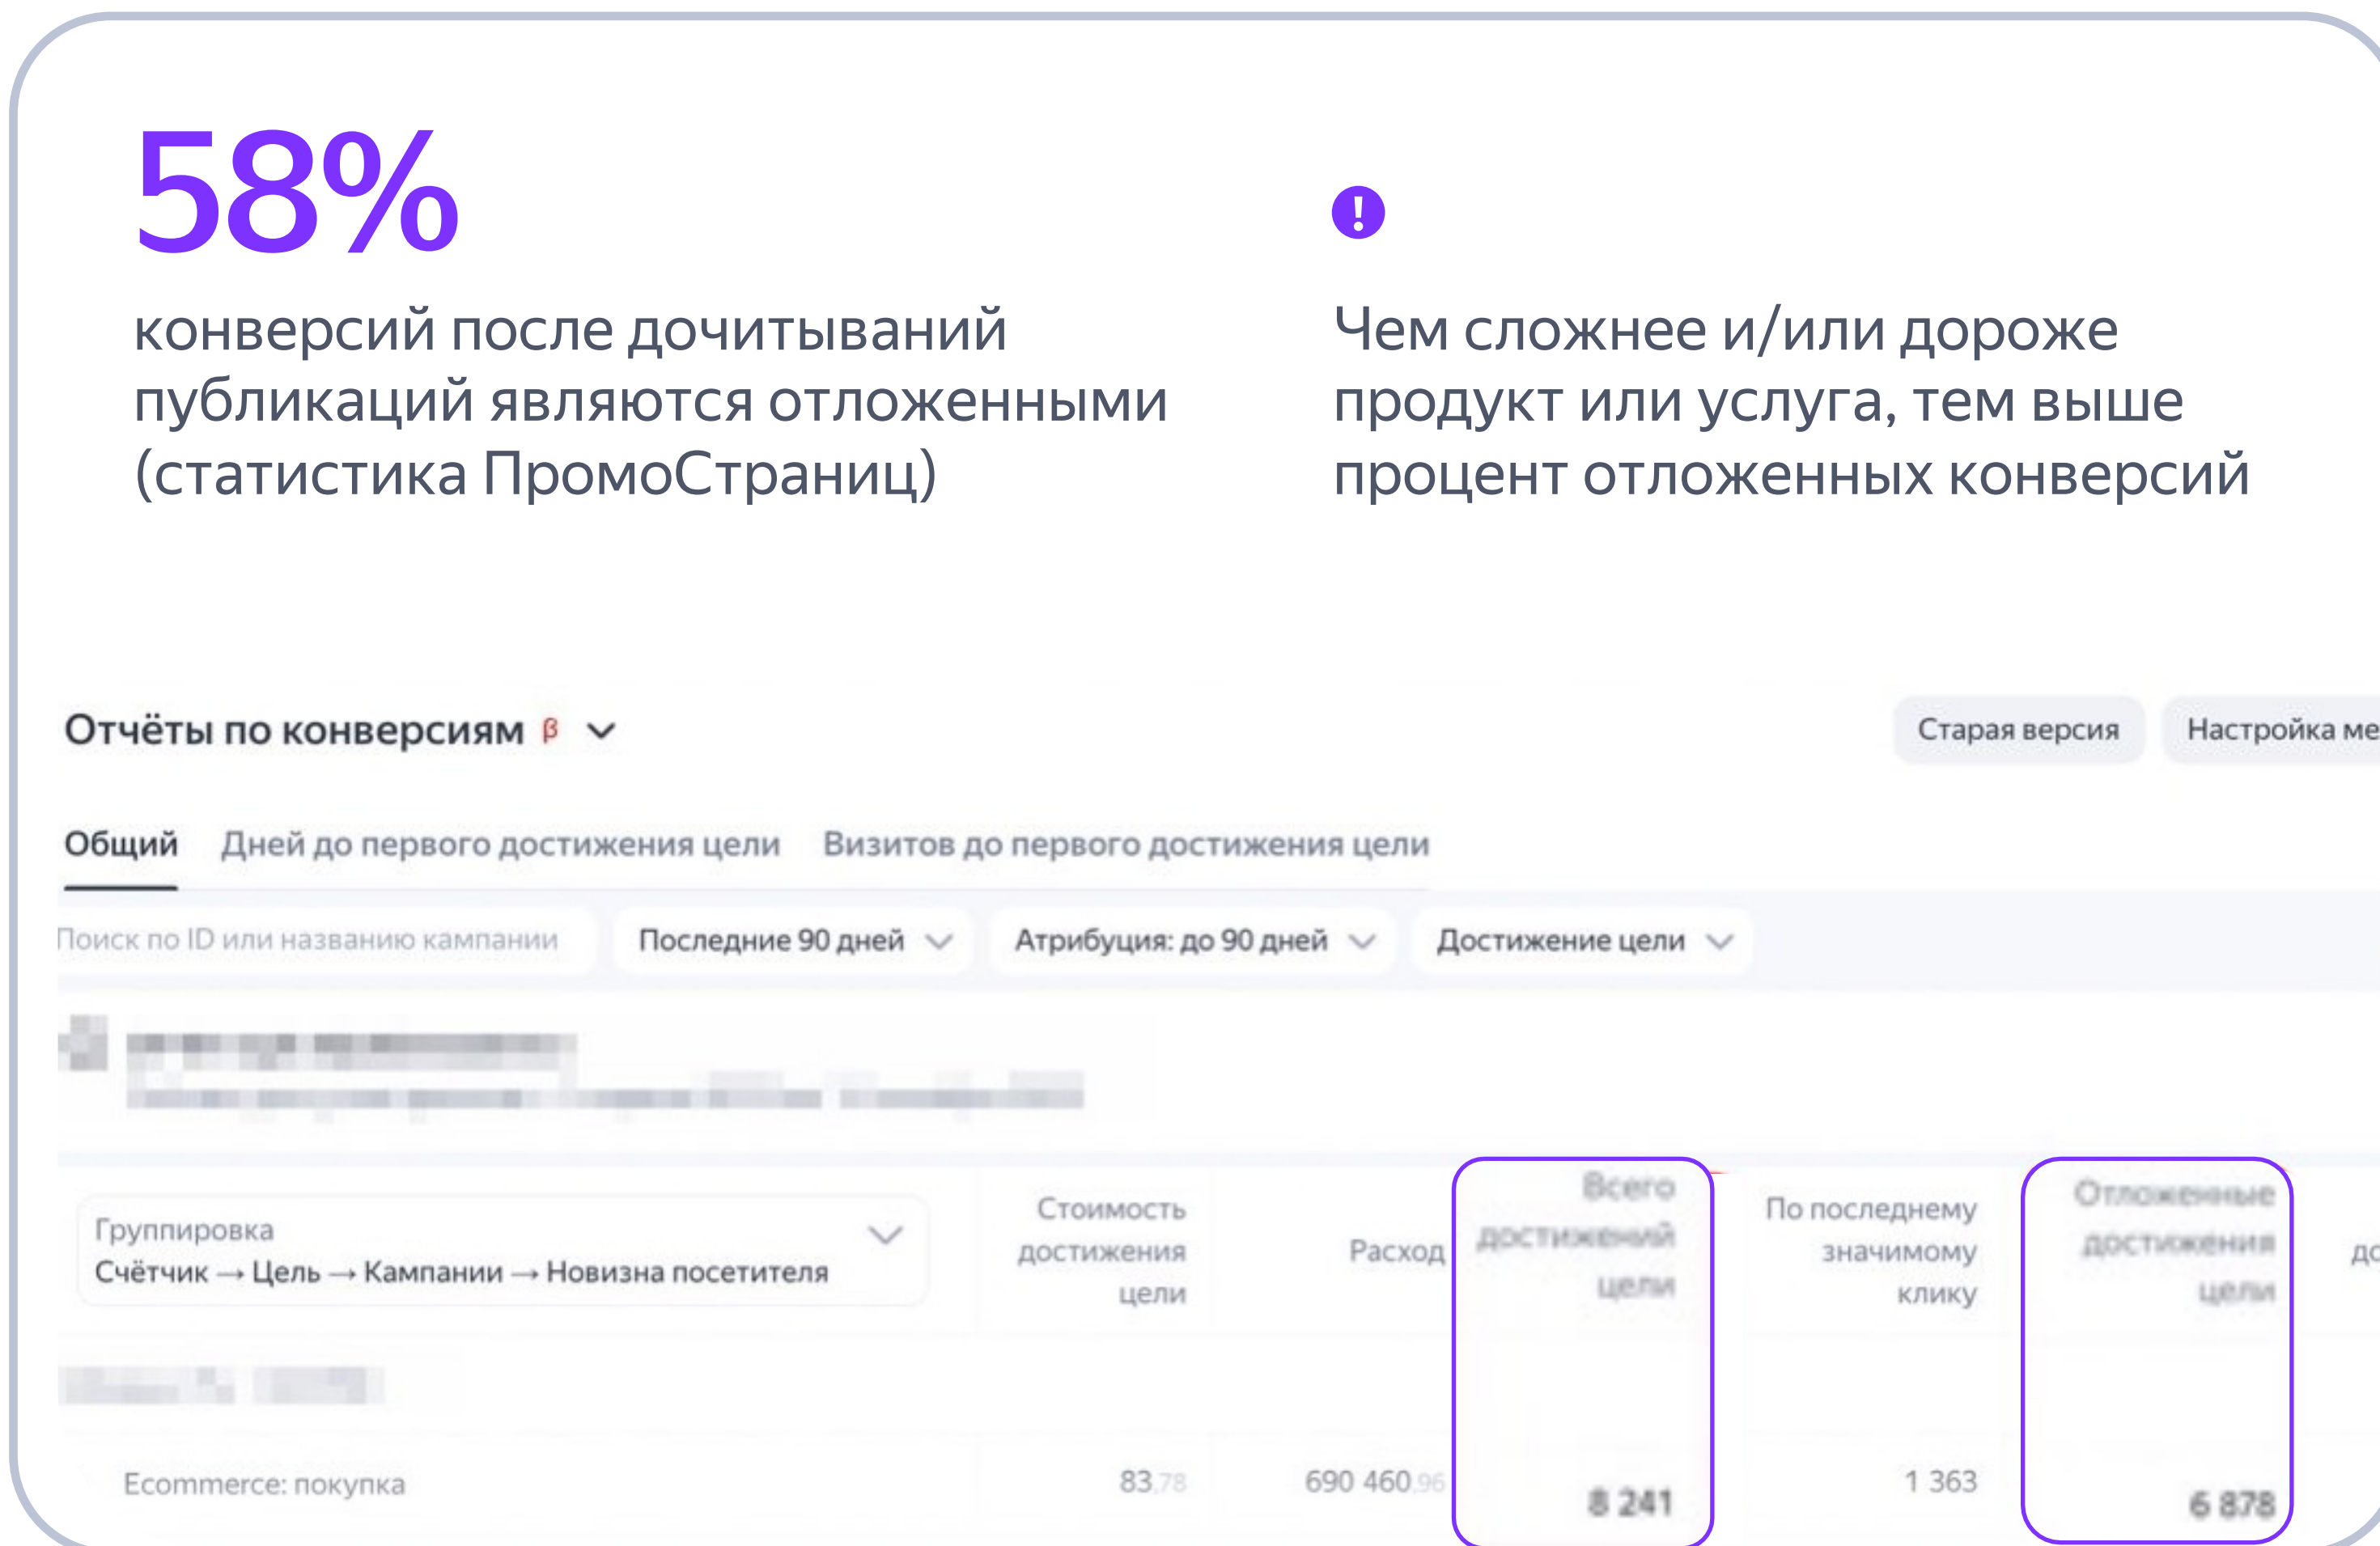 58%
конверсий после дочитываний
публикаций являются отложенными
(статистика ПромоСтраниц)
!
Чем сложнее и/или дороже
продукт или услуга, тем выше
процент отложенных конверсий
Отчёты по конверсиям β
Старая версия
Настройка ме
Общий Дней до первого достижения цели Визитов до первого достижения цели
Поиск по ID или названию кампании Последние 90 дней Атрибуция: до 90 дней Достижение цели
Группировка
Счётчик → Цель → Кампании → Новизна посетителя
Стоимость
достижения
цели
Расход
Всего
достижений
цели
По последнему
значимому
клику
Отложенные
достижения
цели
до
Ecommerce: покупка 83,78 690 460,96 8 241 1 363 6 878